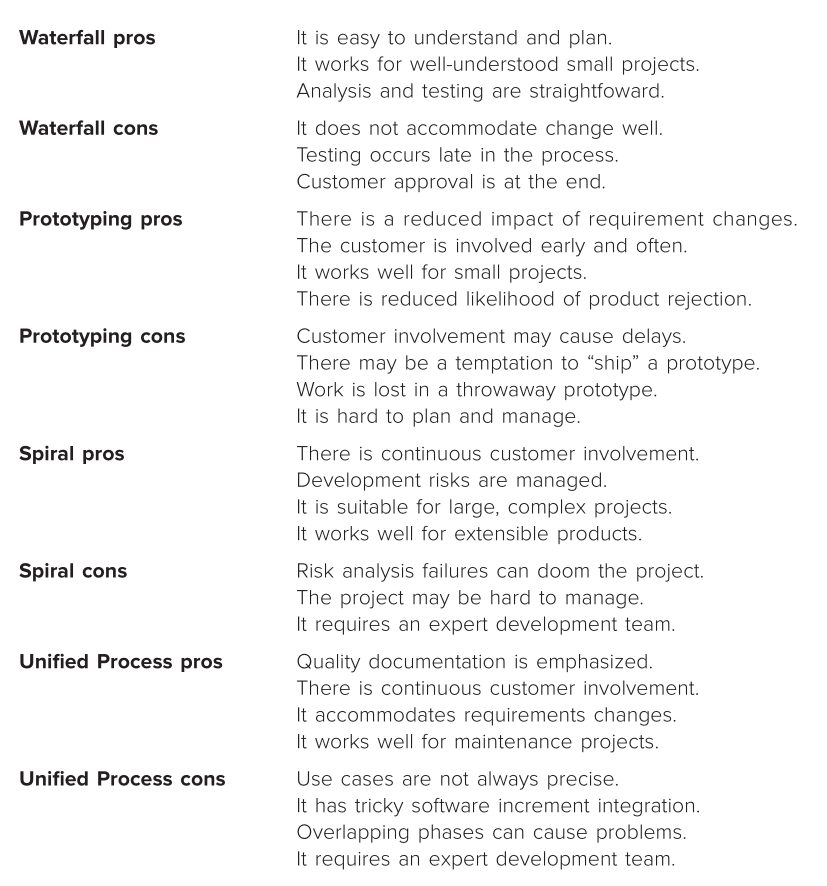 Waterfall pros It is easy to understand and plan.
It works for well-understood small projects.
Analysis and testing are straightfoward.
Waterfall cons It does not accommodate change well.
Testing occurs late in the process.
Customer approval is at the end.
Prototyping pros There is a reduced impact of requirement changes.
The customer is involved early and often.
It works well for small projects.
There is reduced likelihood of product rejection.
Prototyping cons Customer involvement may cause delays.
There may be a temptation to “ship” a prototype.
Work is lost in a throwaway prototype.
It is hard to plan and manage.
Spiral pros There is continuous customer involvement.
Development risks are managed.
It is suitable for large, complex projects.
It works well for extensible products.
Spiral cons Risk analysis failures can doom the project.
The project may be hard to manage.
It requires an expert development team.
Unified Process pros Quality documentation is emphasized.
There is continuous customer involvement.
It accommodates requirements changes.
It works well for maintenance projects.
Unified Process cons Use cases are not always precise.
It has tricky software increment integration.
Overlapping phases can cause problems.
It requires an expert development team.